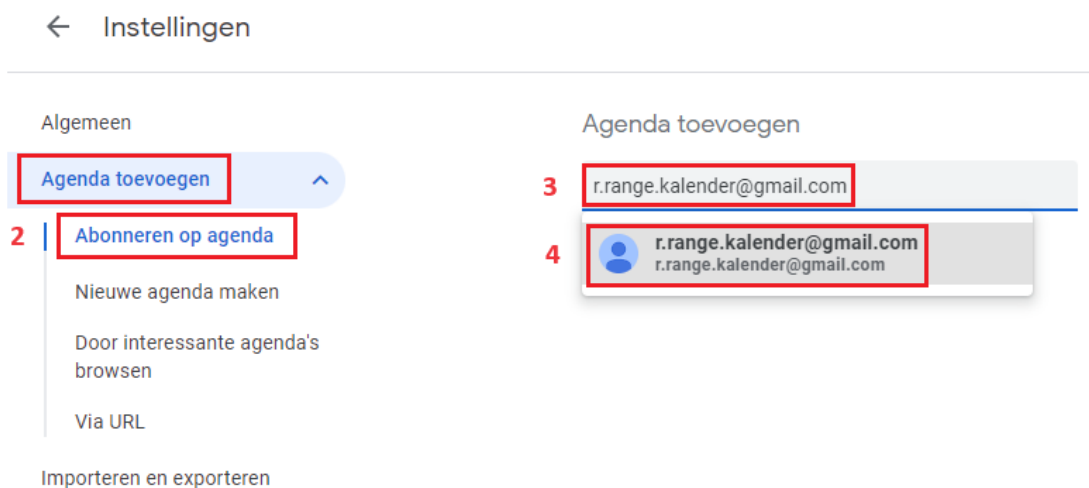 Instellingen
Algemeen
Agenda toevoegen
2 Abonneren op agenda
Nieuwe agenda maken
Door interessante agenda's
browsen
Via URL
Importeren en exporteren
Agenda toevoegen
3 r.range.kalender@gmail.com
4 r.range.kalender@gmail.com
r.range.kalender@gmail.com